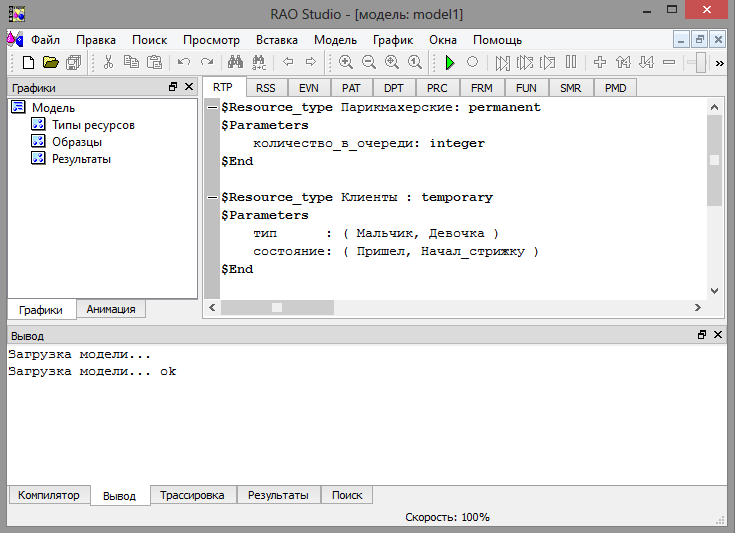 RAO Studio - [модель: model1]
Файл Правка Поиск Просмотр Вставка Модель График Окна Помощь
Графики
Модель
Типы ресурсов
Образцы
Результаты
Графики Анимация
RTP RSS EVN PAT DPT PRC FRM FUN SMR PMD
$Resource_type Парикмахерские: permanent
$Parameters
количество_в_очереди: integer
$End
$Resource_type Клиенты : temporary
$Parameters
тип : ( Мальчик, Девочка )
состояние: ( Пришел, Начал_стрижку )
$End
Вывод
Загрузка модели...
Загрузка модели... ok
Компилятор Вывод Трассировка Результаты Поиск
Скорость: 100%